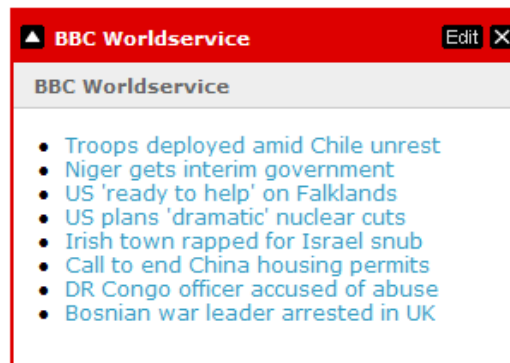 BBC Worldservice Edit
BBC Worldservice
Troops deployed amid Chile unrest
Niger gets interim government
US 'ready to help' on Falklands
US plans 'dramatic' nuclear cuts
Irish town rapped for Israel snub
Call to end China housing permits
DR Congo officer accused of abuse
Bosnian war leader arrested in UK